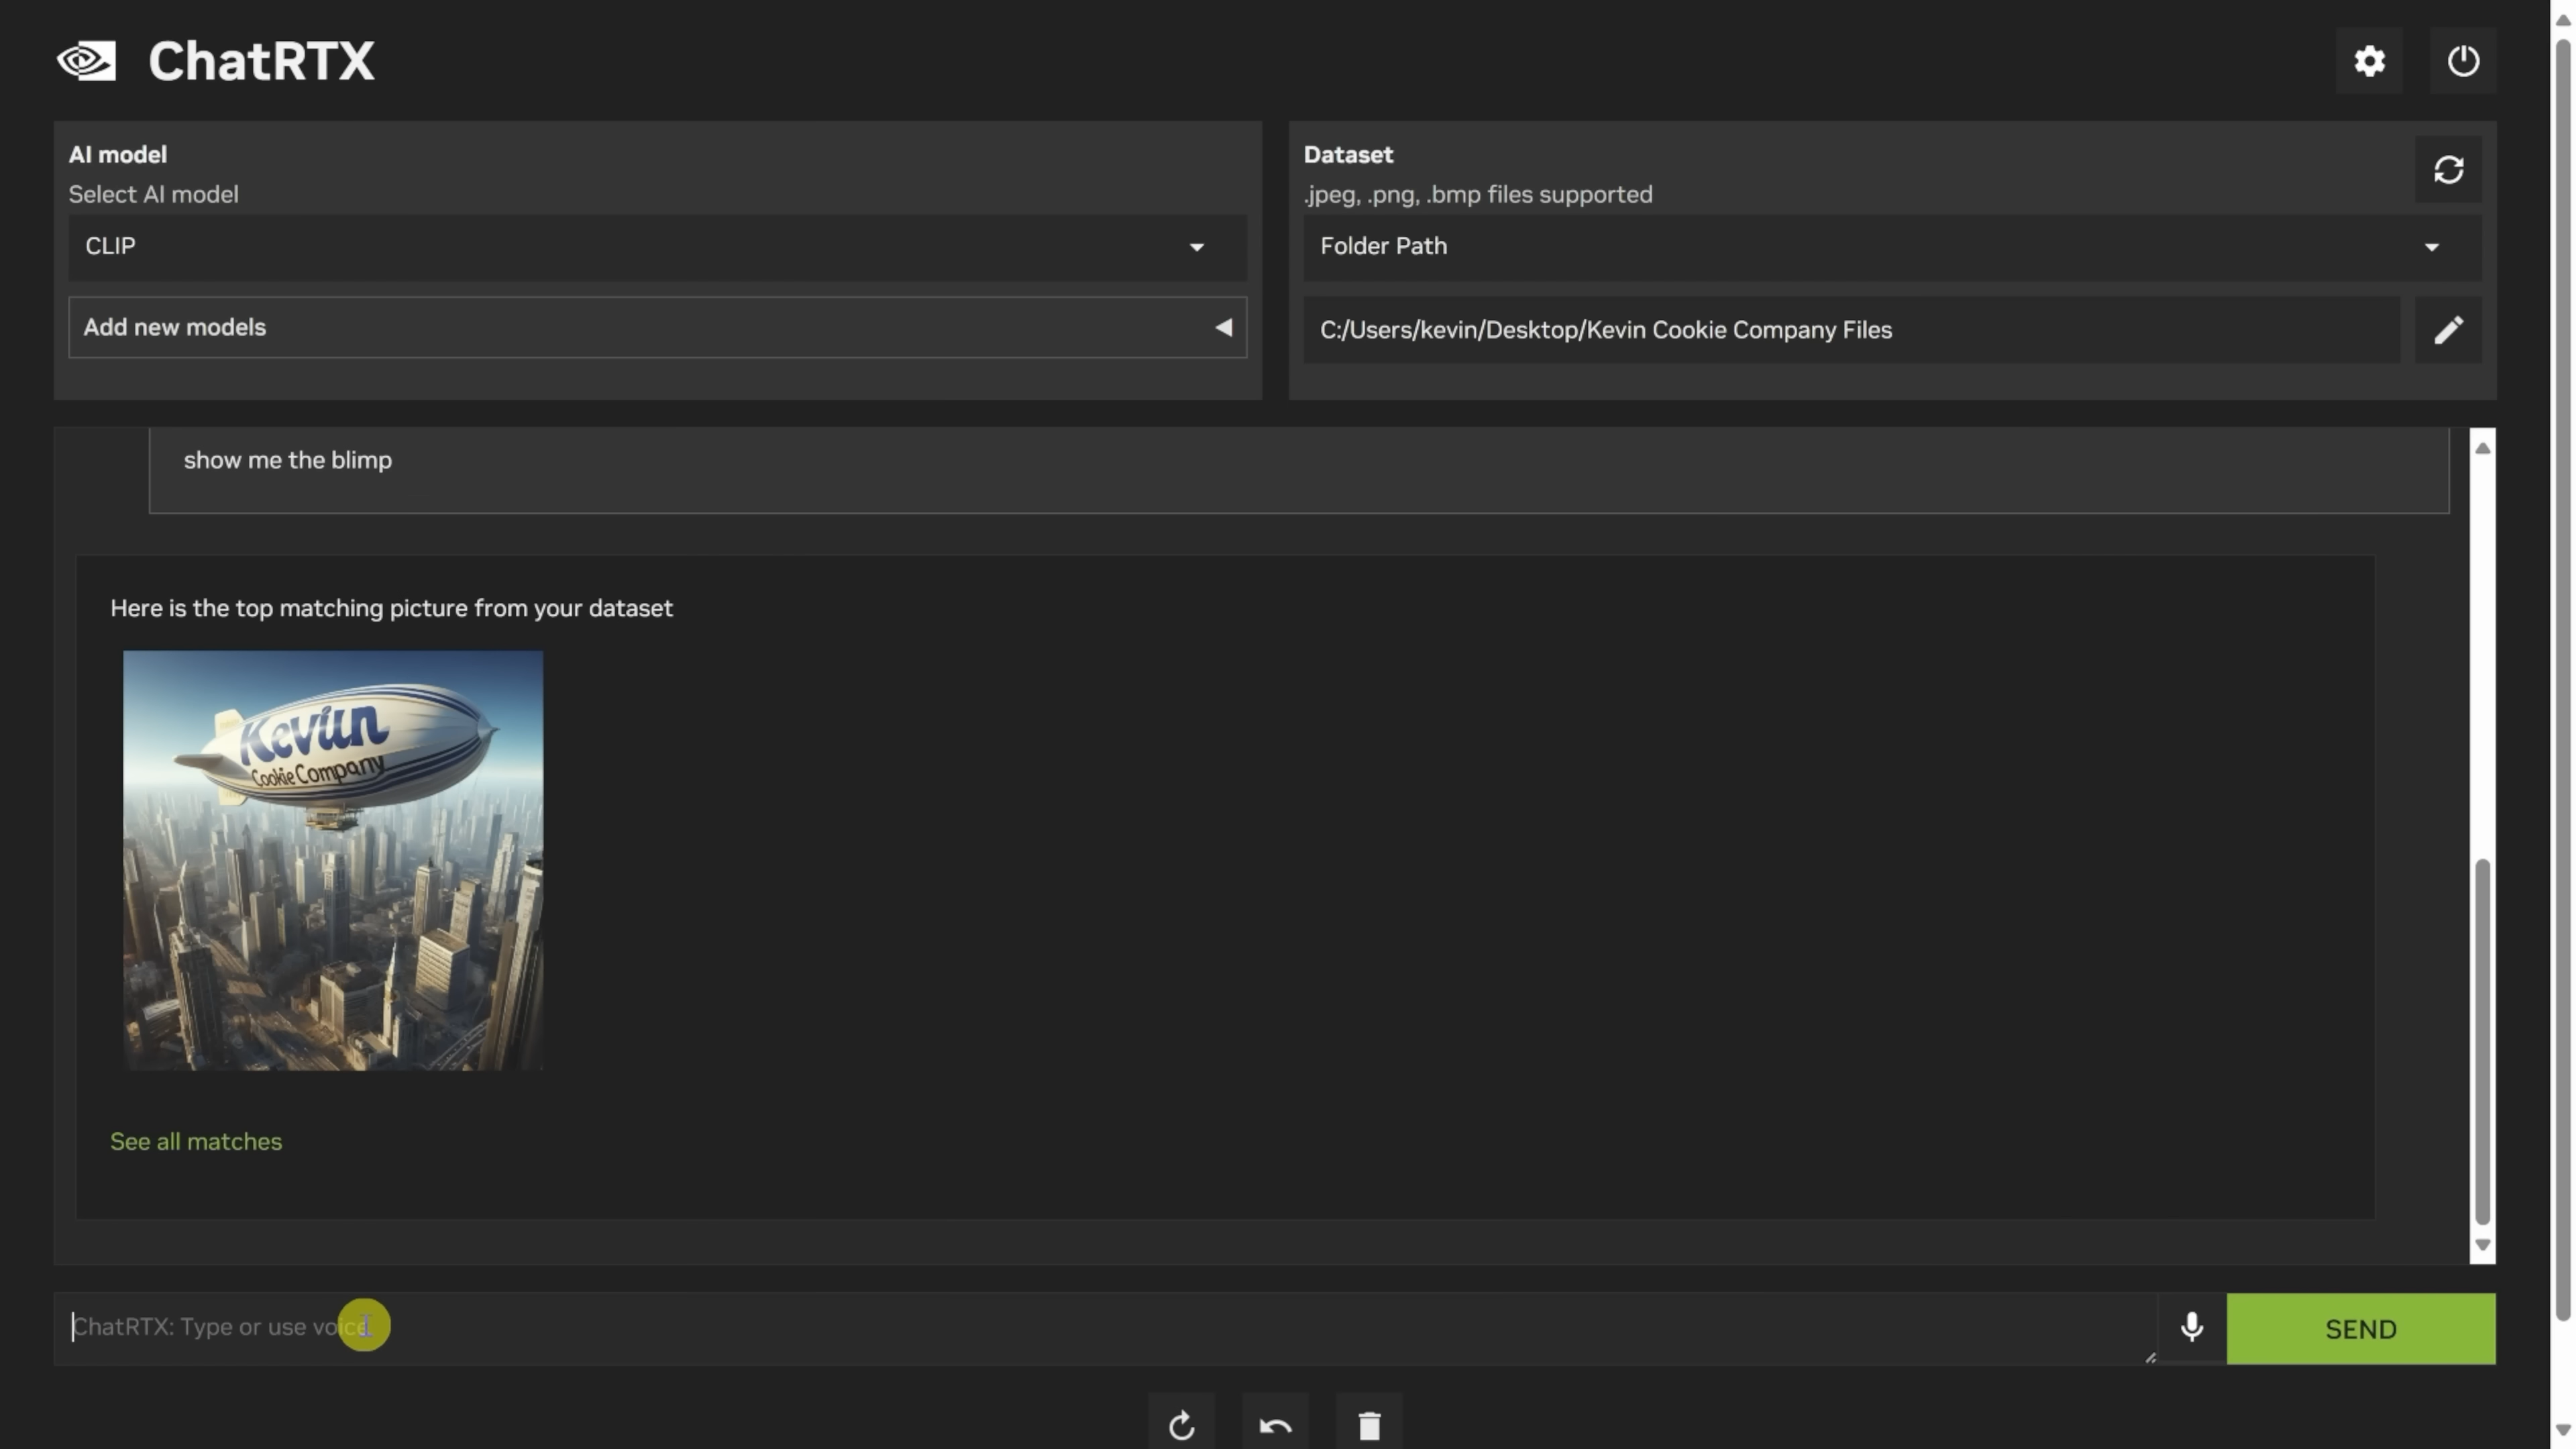 ChatRTX
AI model
Select AI model
CLIP
Add new models
Dataset
.jpeg, .png, .bmp files supported
Folder Path
C:/Users/kevin/Desktop/Kevin Cookie Company Files
show me the blimp
Here is the top matching picture from your dataset
Keviin
Cookie Company
See all matches
ChatRTX: Type or use voice
SEND